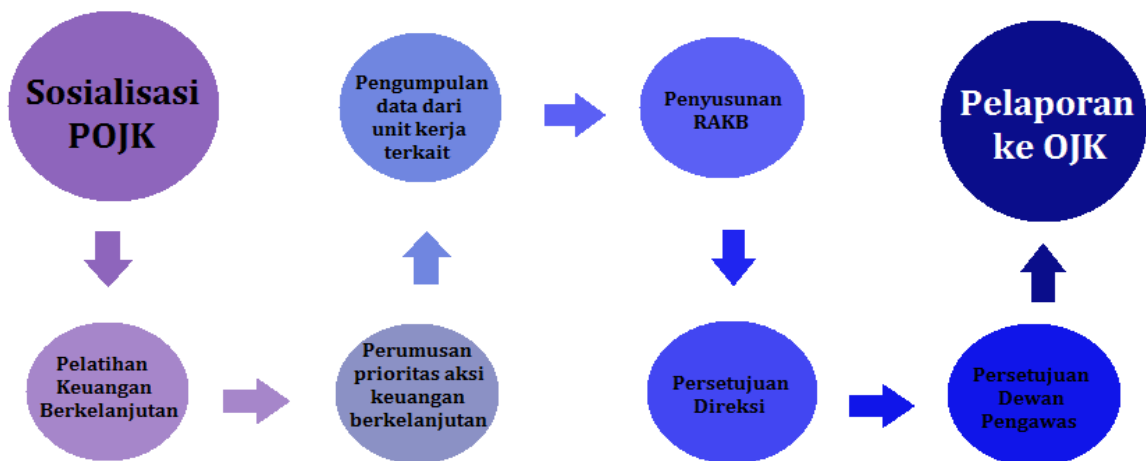 Sosialisasi
POJK
Pelatihan
Keuangan
Berkelanjutan
Perumusan
prioritas aksi
keuangan
berkelanjutan
Pengumpulan
data dari
unit kerja
terkait
Penyusunan
RAKB
Persetujuan
Direksi
Persetujuan
Dewan
Pengawas
Pelaporan
ke OJK